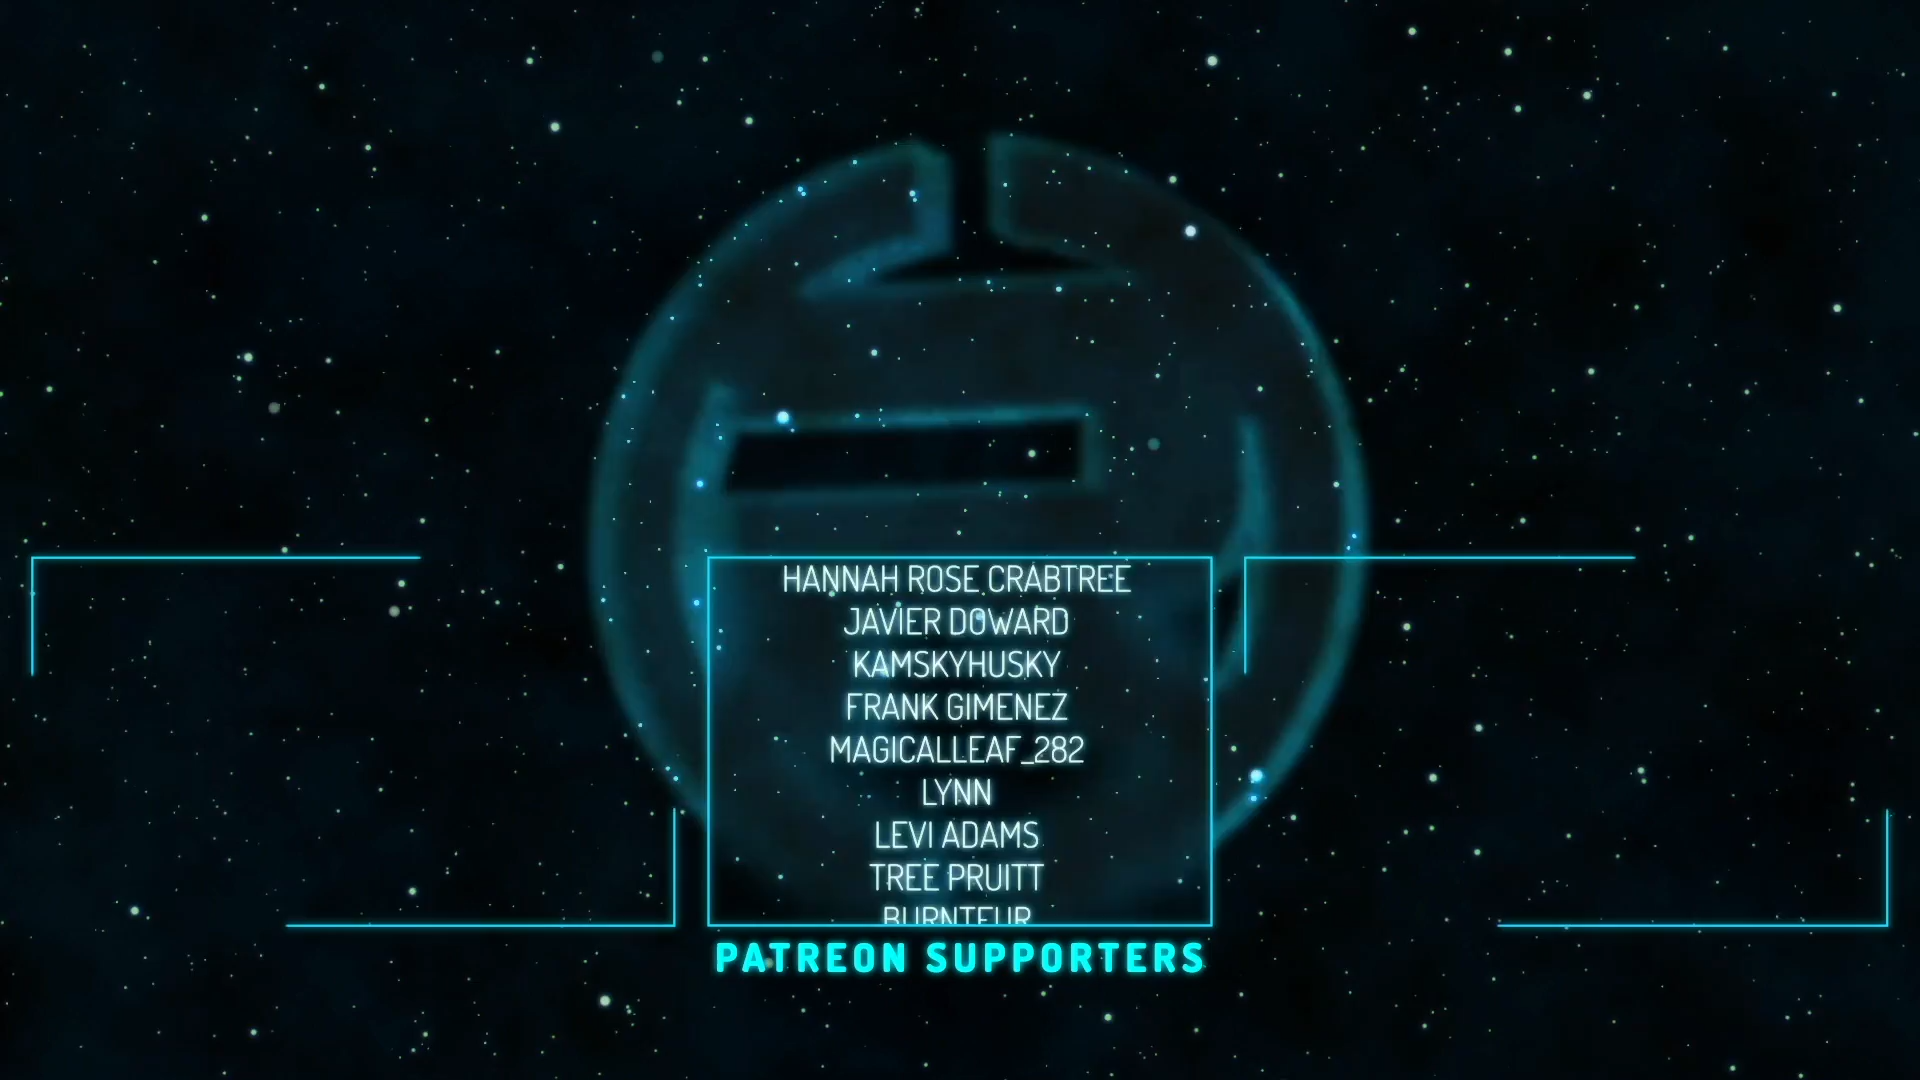 HANNAH ROSE CRABTREE
JAVIER DOWARD
KAMSKYHUSKY
FRANK GIMENEZ
MAGICALLEAF_282
LYNN
LEVI ADAMS
TREE PRUITT
PATREON SUPPORTERS